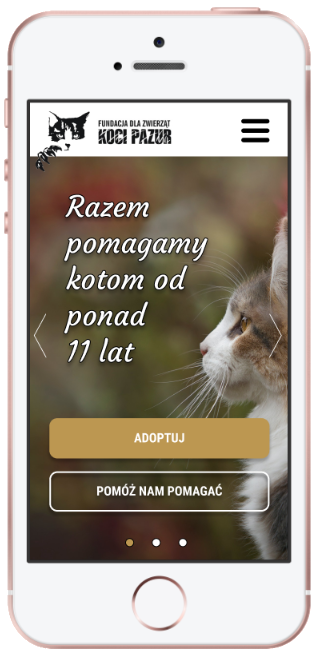 FUNDACJA DLA ZWIERZĄT
KOCI PAZUR
Razem
pomagamy
kotom od
ponad
11 lat
ADOPTUJ
POMÓŻ NAM POMAGAĆ